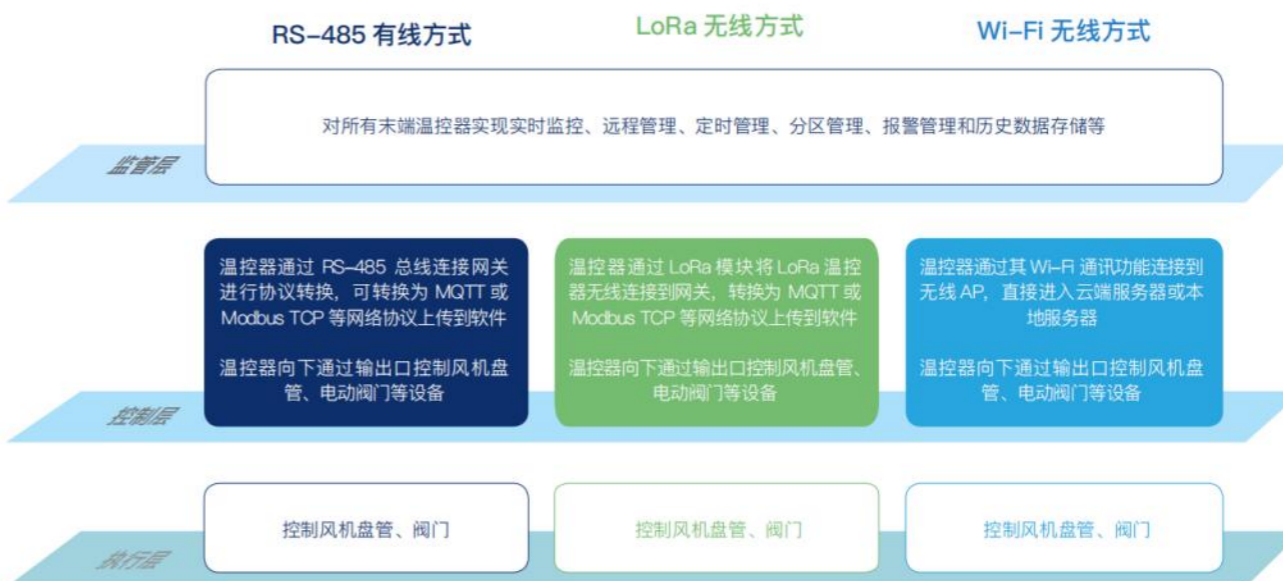 RS-485 有线方式
LoRa 无线方式
Wi-Fi 无线方式
对所有末端温控器实现实时监控、远程管理、定时管理、分区管理、报警管理和历史数据存储等
监管层
温控器通过 RS-485 总线连接网关
进行协议转换，可转换为 MQTT 或
Modbus TCP 等网络协议上传到软件
温控器向下通过输出口控制风机盘
管、电动阀门等设备
温控器通过 LoRa 模块将 LoRa 温控
器无线连接到网关，转换为 MQTT 或
Modbus TCP 等网络协议上传到软件
温控器向下通过输出口控制风机盘管、
电动阀门等设备
温控器通过其 Wi-Fi 通讯功能连接到
无线 AP，直接进入云端服务器或本
地服务器
温控器向下通过输出口控制风机盘
管、电动阀门等设备
控制层
控制风机盘管、阀门
控制风机盘管、阀门
控制风机盘管、阀门
执行层